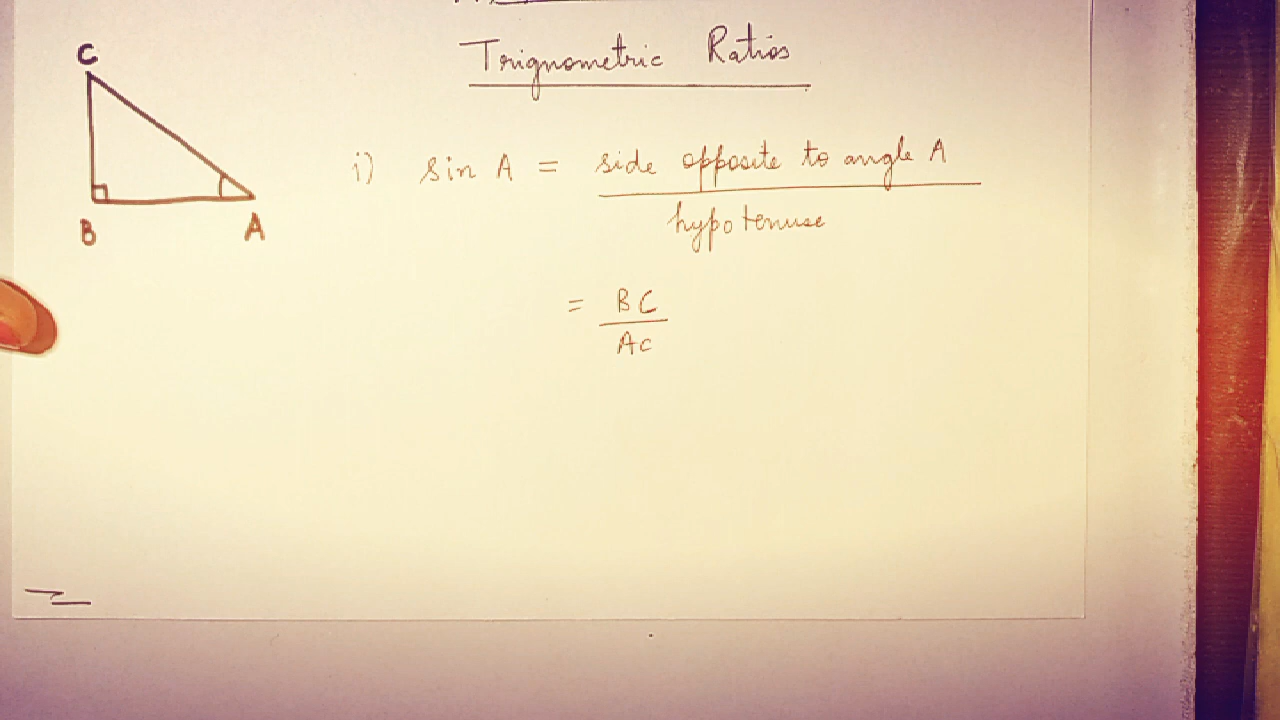 Trignometric Ratios
C
B
A
i) sin A = side opposite to angle A
hypotenuse
= BC
AC